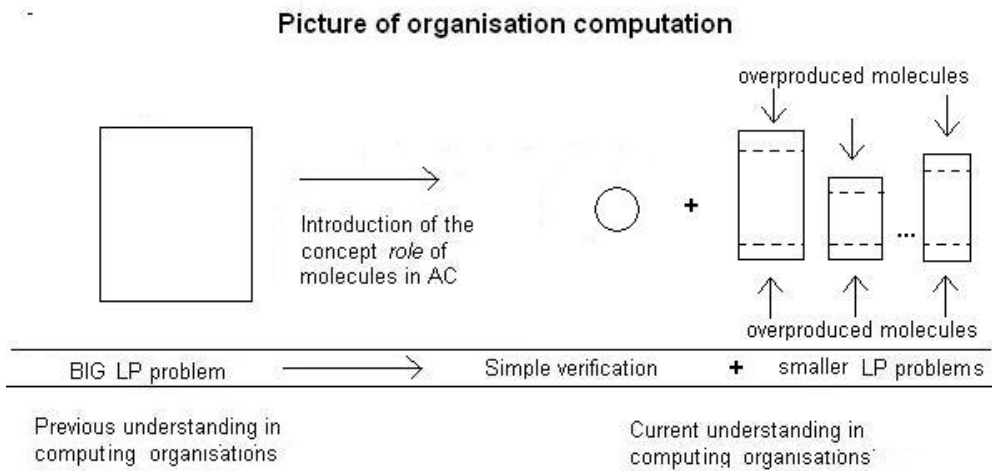 Picture of organisation computation
overproduced molecules
Introduction of the
concept role of
molecules in AC
+
...
overproduced molecules
BIG LP problem
Simple verification
+
smaller LP problems
Previous understanding in
computing organisations
Current understanding in
computing organisations